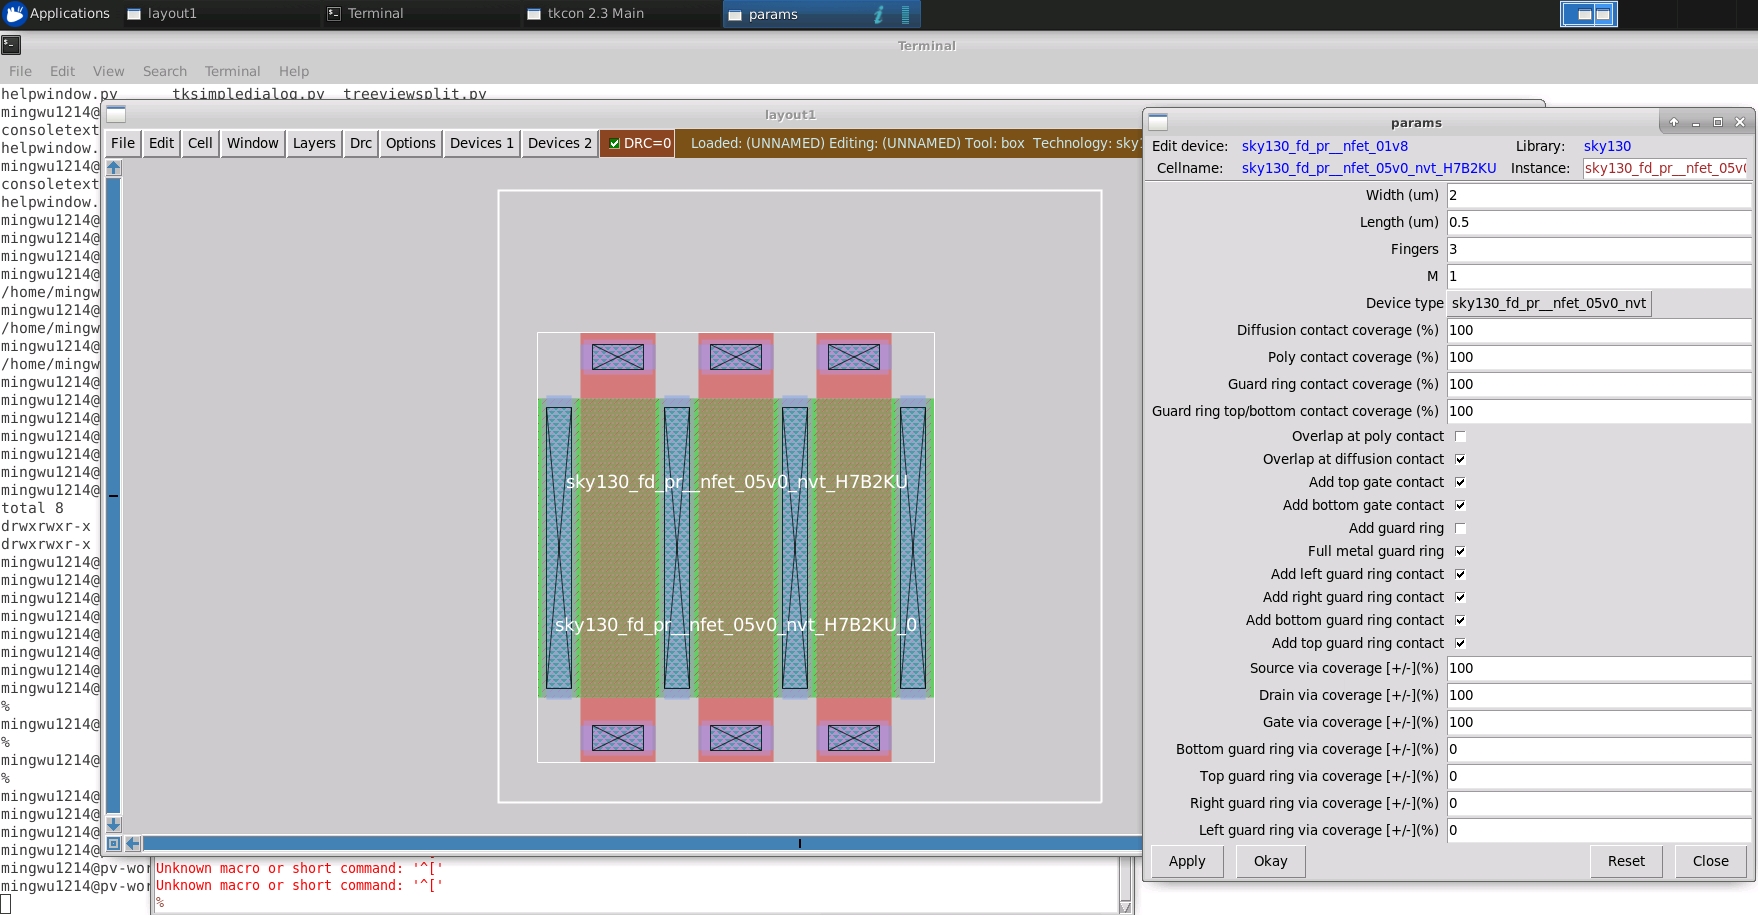 Applications
layout1
Terminal
tkcon 2.3 Main
params
Terminal
File Edit View Search Terminal Help
helpwindow.py tksimpledialog.py treeviewsplit.py
mingwu1214@
consoletext
helpwindow.
mingwu1214@
consoletext
helpwindow.
mingwu1214@
mingwu1214@
mingwu1214@
mingwu1214@
/home/mingw
mingwu1214@
/home/mingw
mingwu1214@
/home/mingw
mingwu1214@
mingwu1214@
mingwu1214@
mingwu1214@
mingwu1214@
mingwu1214@
mingwu1214@
total 8
drwxrwxr-x
drwxrwxr-x
mingwu1214@
mingwu1214@
mingwu1214@
mingwu1214@
mingwu1214@
mingwu1214@
mingwu1214@
mingwu1214@
%
mingwu1214@
%
mingwu1214@
%
mingwu1214@
mingwu1214@
mingwu1214@
mingwu1214@
mingwu1214@pv-wor
mingwu1214@pv-wor
layout1
File Edit Cell Window Layers Drc Options Devices 1 Devices 2 DRC=0 Loaded: (UNNAMED) Editing: (UNNAMED) Tool: box Technology: sky1
sky130_fd_pr__nfet_05v0_nvt_H7B2KU
sky130_fd_pr__nfet_05v0_nvt_H7B2KU_0
Unknown macro or short command: '^['
Unknown macro or short command: '^['
%
params
Edit device: sky130_fd_pr__nfet_01v8 Library: sky130
Cellname: sky130_fd_pr__nfet_05v0_nvt_H7B2KU Instance: sky130_fd_pr__nfet_05v0
Width (um) 2
Length (um) 0.5
Fingers 3
M 1
Device type sky130_fd_pr__nfet_05v0_nvt
Diffusion contact coverage (%) 100
Poly contact coverage (%) 100
Guard ring contact coverage (%) 100
Guard ring top/bottom contact coverage (%) 100
Overlap at poly contact
Overlap at diffusion contact
Add top gate contact
Add bottom gate contact
Add guard ring
Full metal guard ring
Add left guard ring contact
Add right guard ring contact
Add bottom guard ring contact
Add top guard ring contact
Source via coverage [+/-](%) 100
Drain via coverage [+/-](%) 100
Gate via coverage [+/-](%) 100
Bottom guard ring via coverage [+/-](%) 0
Top guard ring via coverage [+/-](%) 0
Right guard ring via coverage [+/-](%) 0
Left guard ring via coverage [+/-](%) 0
Apply Okay Reset Close